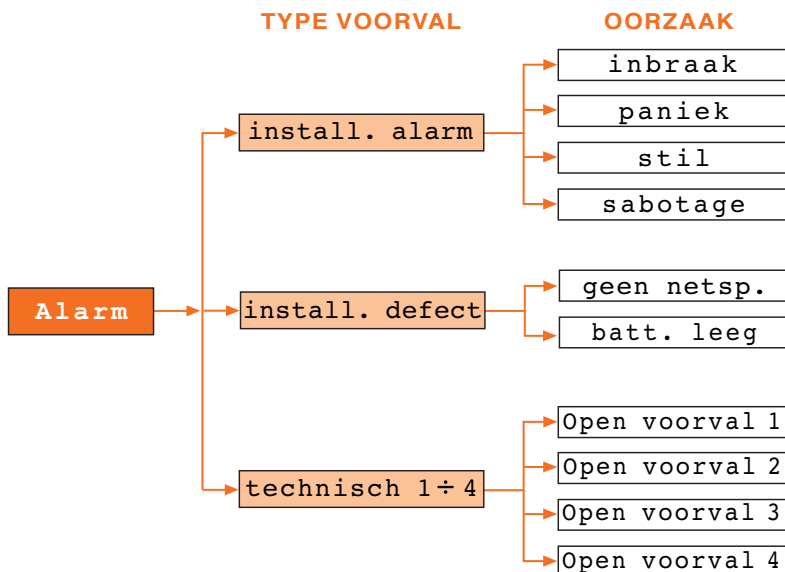 TYPE VOORVAL
OORZAAK
Alarm
install. alarm
inbraak
paniek
stil
sabotage
install. defect
geen netsp.
batt. leeg
technisch 1÷4
Open voorval 1
Open voorval 2
Open voorval 3
Open voorval 4